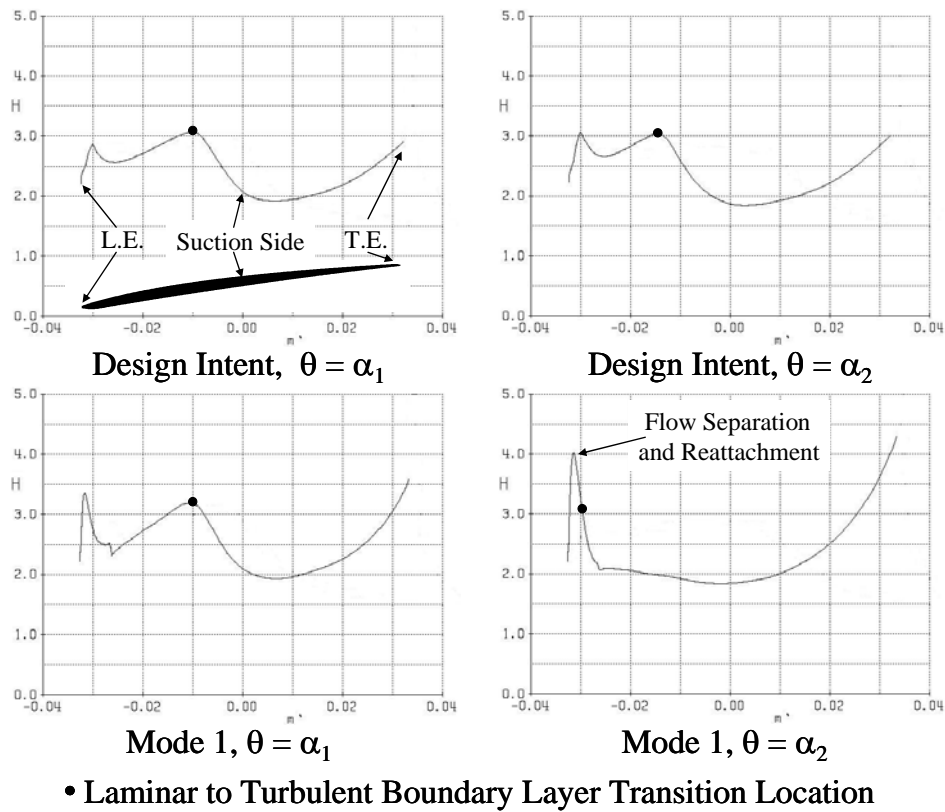 5.0
4.0
H
3.0
2.0
1.0
0.0
L.E.
Suction Side
T.E.
-0.04
-0.02
0.00
0.02
0.04
m'
Design Intent, θ = α₁
5.0
4.0
H
3.0
2.0
1.0
0.0
-0.04
-0.02
0.00
0.02
0.04
m'
Design Intent, θ = α₂
5.0
4.0
H
3.0
2.0
1.0
0.0
-0.04
-0.02
0.00
0.02
0.04
m'
Mode 1, θ = α₁
5.0
Flow Separation
and Reattachment
4.0
H
3.0
2.0
1.0
0.0
-0.04
-0.02
0.00
0.02
0.04
m'
Mode 1, θ = α₂
• Laminar to Turbulent Boundary Layer Transition Location